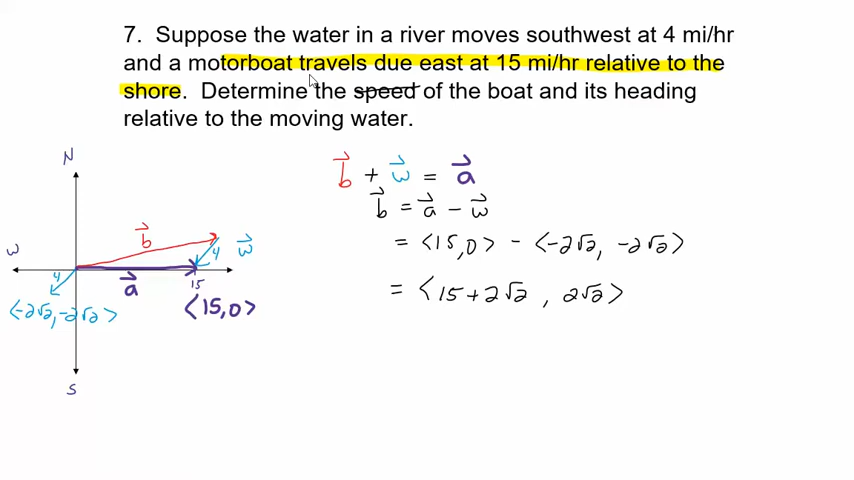 7. Suppose the water in a river moves southwest at 4 mi/hr
and a motorboat travels due east at 15 mi/hr relative to the
shore. Determine the speed of the boat and its heading
relative to the moving water.
N
b⃗ + w⃗ = a⃗
b⃗ = a⃗ - w⃗
= <15,0> - <-2√2, -2√2>
= <15+2√2, 2√2>
b⃗
4 w⃗
W
4
a⃗ 15
<-2√2,-2√2> <15,0>
S